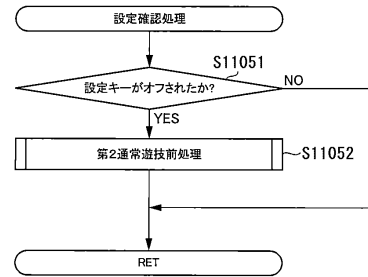 設定確認処理
S11051
設定キーがオフされたか?
NO
YES
第2通常遊技前処理
S11052
RET